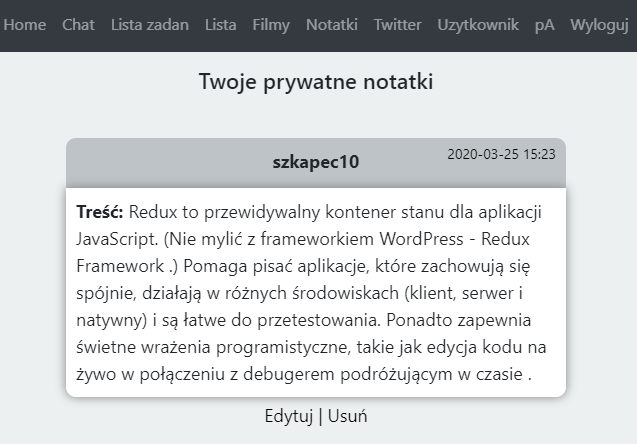 Home Chat Lista zadan Lista Filmy Notatki Twitter Uzytkownik pA Wyloguj
Twoje prywatne notatki
szkapec10 2020-03-25 15:23
Treść: Redux to przewidywalny kontener stanu dla aplikacji
JavaScript. (Nie mylić z frameworkiem WordPress - Redux
Framework .) Pomaga pisać aplikacje, które zachowują się
spójnie, działają w różnych środowiskach (klient, serwer i
natywny) i są łatwe do przetestowania. Ponadto zapewnia
świetne wrażenia programistyczne, takie jak edycja kodu na
żywo w połączeniu z debugerem podróżującym w czasie .
Edytuj | Usuń